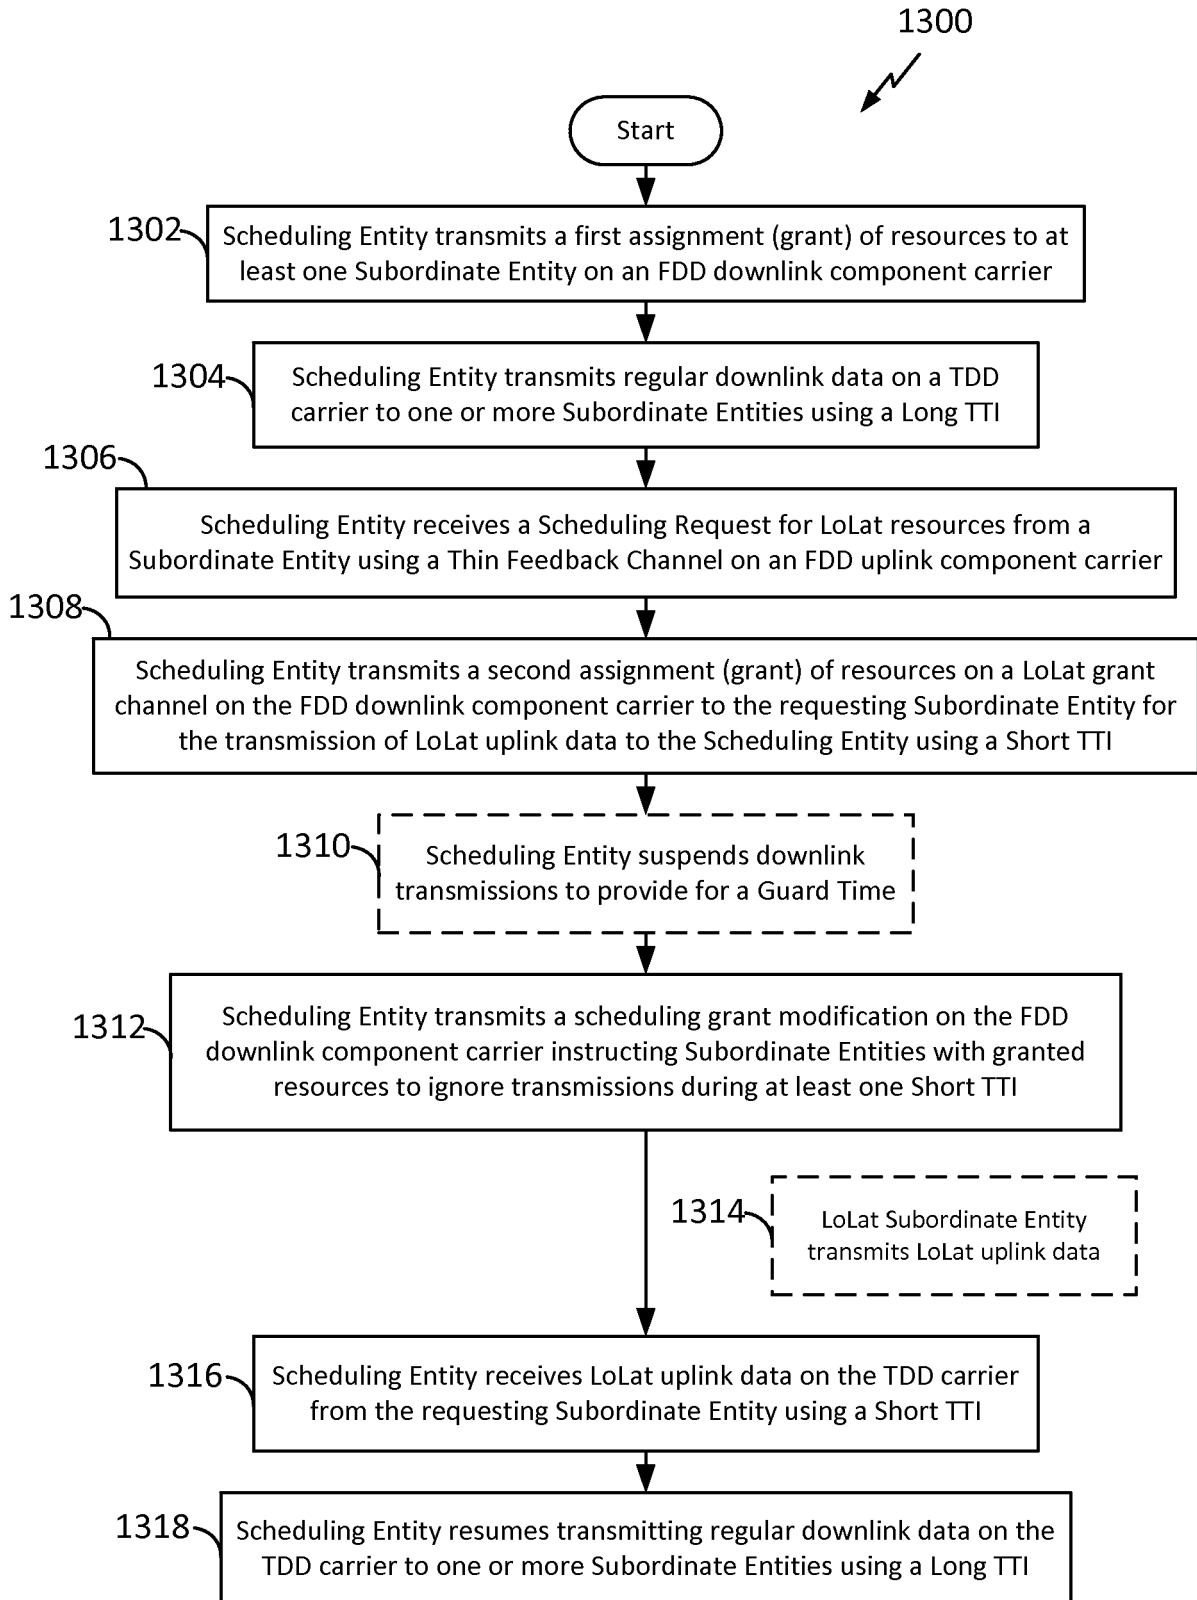 1300
Start
1302
Scheduling Entity transmits a first assignment (grant) of resources to at
least one Subordinate Entity on an FDD downlink component carrier
1304
Scheduling Entity transmits regular downlink data on a TDD
carrier to one or more Subordinate Entities using a Long TTI
1306
Scheduling Entity receives a Scheduling Request for LoLat resources from a
Subordinate Entity using a Thin Feedback Channel on an FDD uplink component carrier
1308
Scheduling Entity transmits a second assignment (grant) of resources on a LoLat grant
channel on the FDD downlink component carrier to the requesting Subordinate Entity for
the transmission of LoLat uplink data to the Scheduling Entity using a Short TTI
1310
Scheduling Entity suspends downlink
transmissions to provide for a Guard Time
1312
Scheduling Entity transmits a scheduling grant modification on the FDD
downlink component carrier instructing Subordinate Entities with granted
resources to ignore transmissions during at least one Short TTI
1314
LoLat Subordinate Entity
transmits LoLat uplink data
1316
Scheduling Entity receives LoLat uplink data on the TDD carrier
from the requesting Subordinate Entity using a Short TTI
1318
Scheduling Entity resumes transmitting regular downlink data on the
TDD carrier to one or more Subordinate Entities using a Long TTI